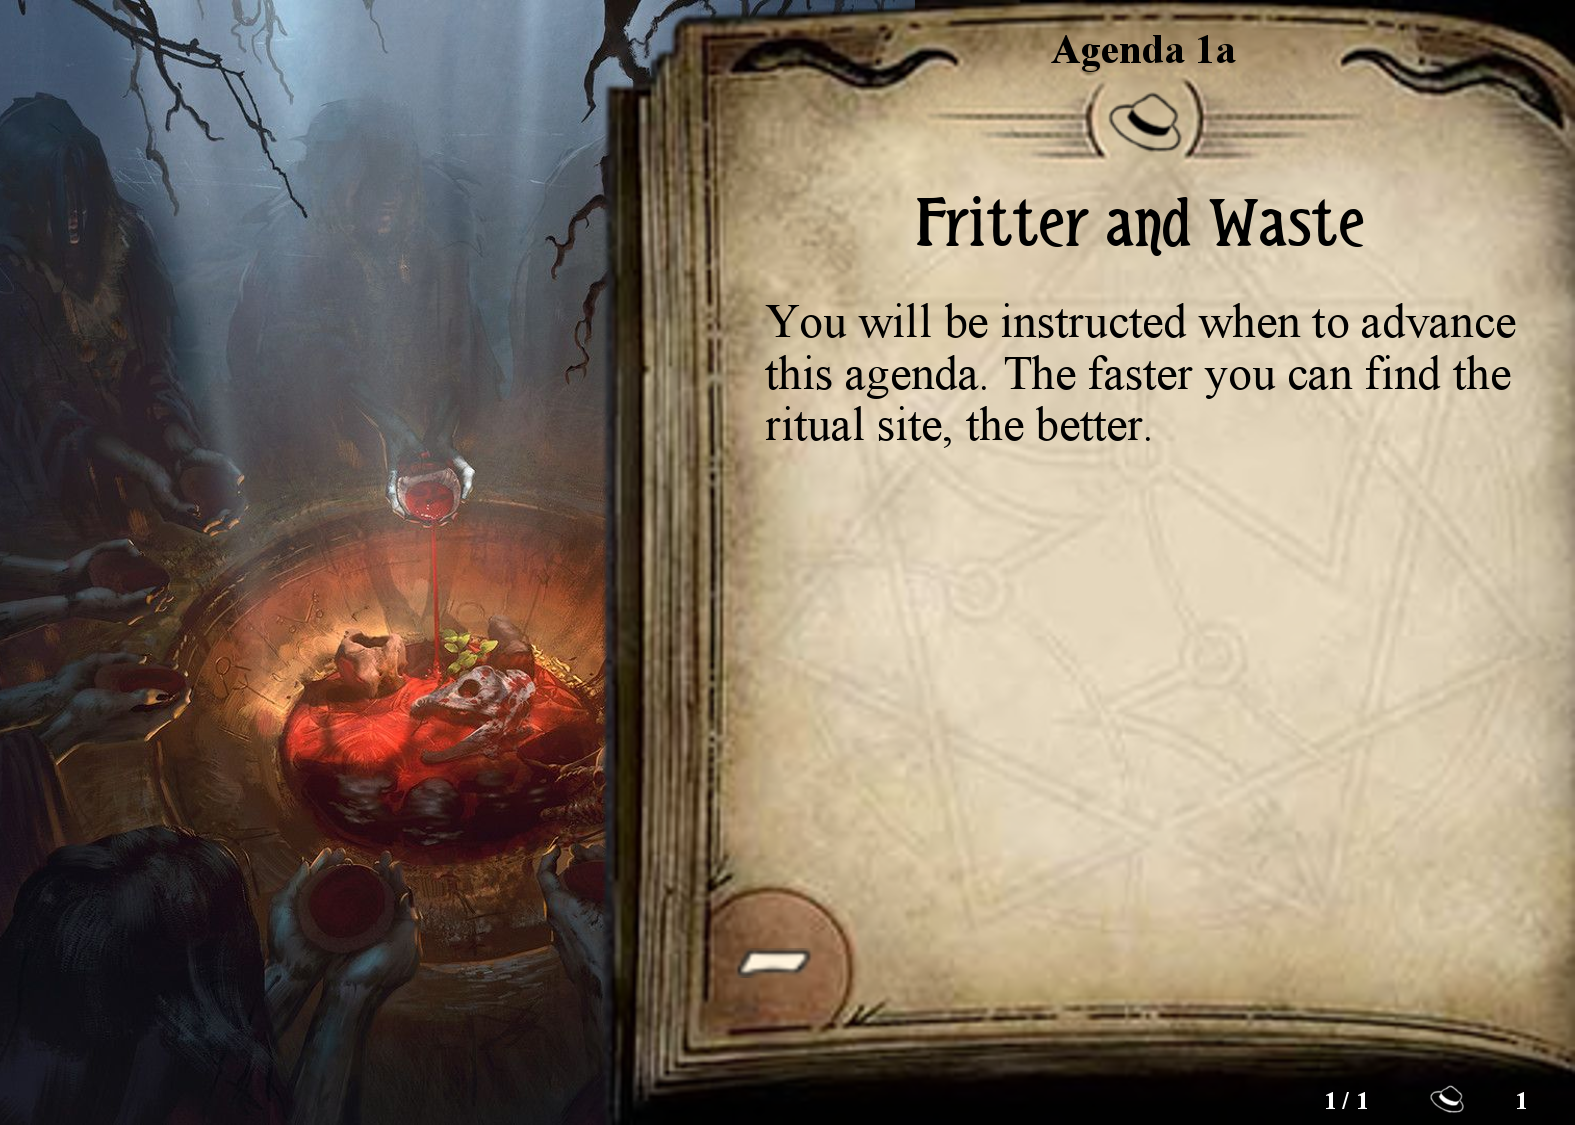 Agenda 1a
Fritter and Waste
You will be instructed when to advance
this agenda. The faster you can find the
ritual site, the better.
–
1 / 1 1